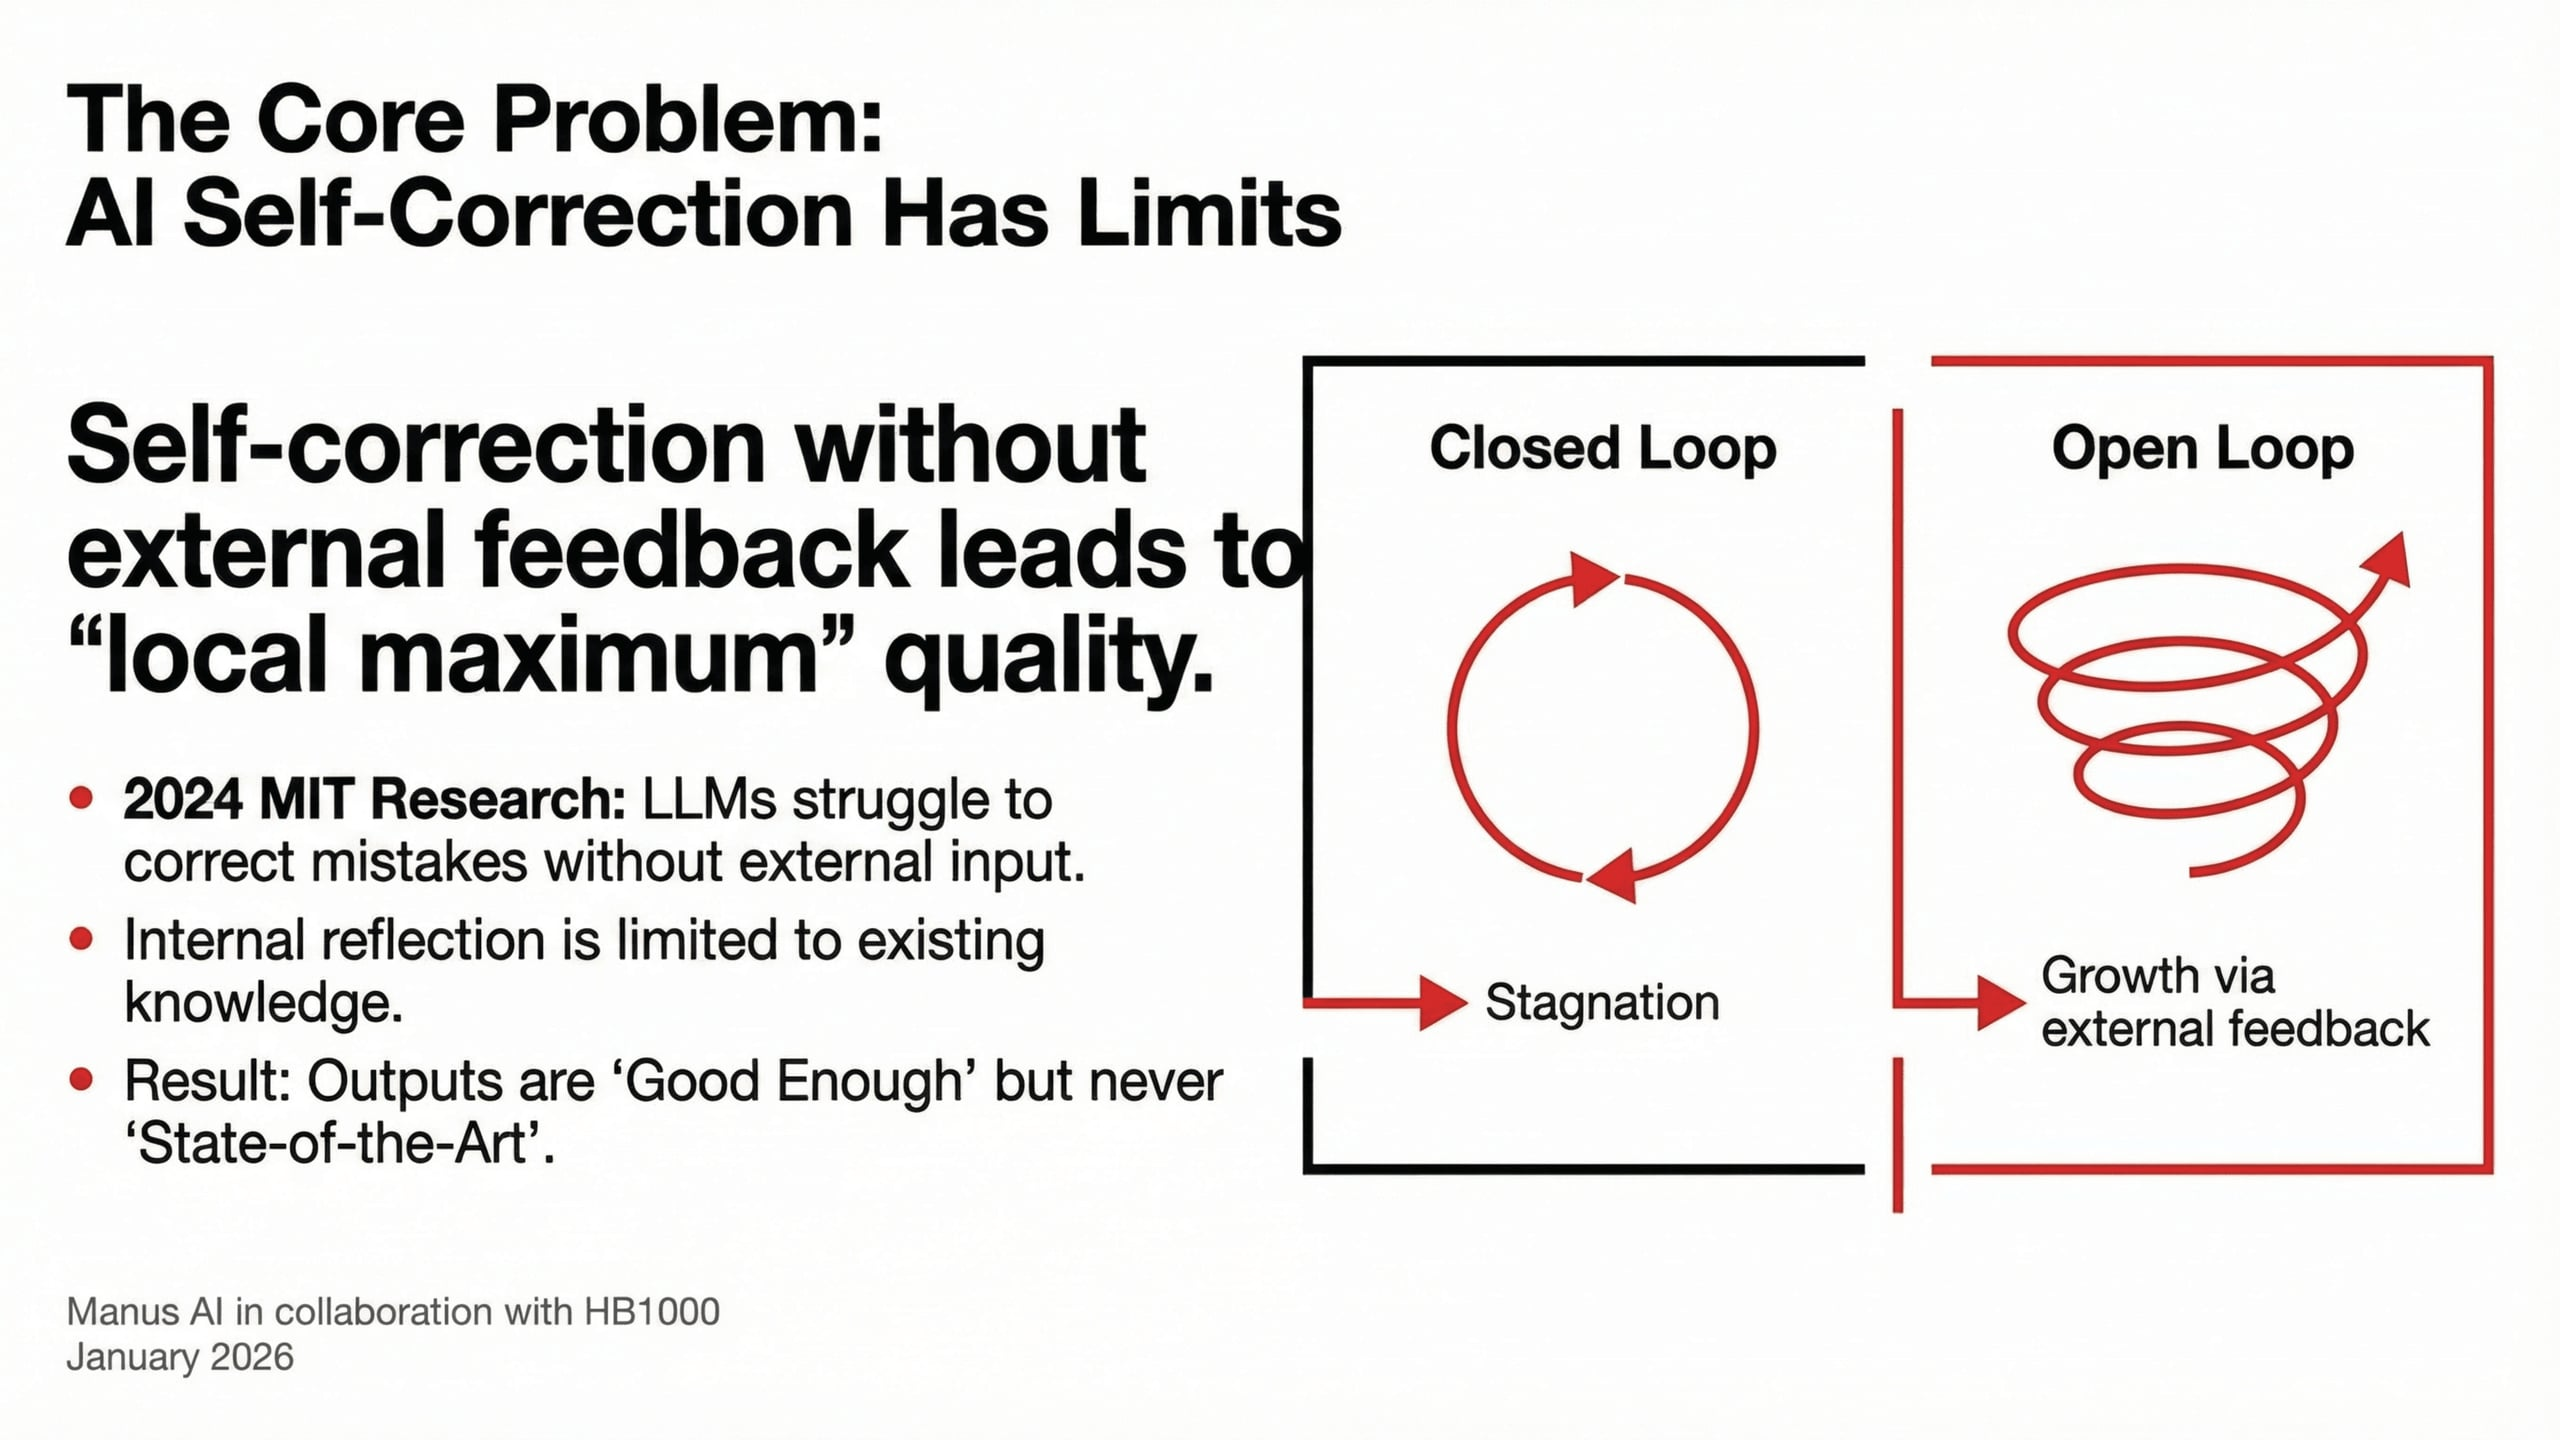 The Core Problem:
AI Self-Correction Has Limits
Self-correction without
external feedback leads to
“local maximum” quality.
• 2024 MIT Research: LLMs struggle to
correct mistakes without external input.
• Internal reflection is limited to existing
knowledge.
• Result: Outputs are ‘Good Enough’ but never
‘State-of-the-Art’.
Closed Loop
Stagnation
Open Loop
Growth via
external feedback
Manus AI in collaboration with HB1000
January 2026